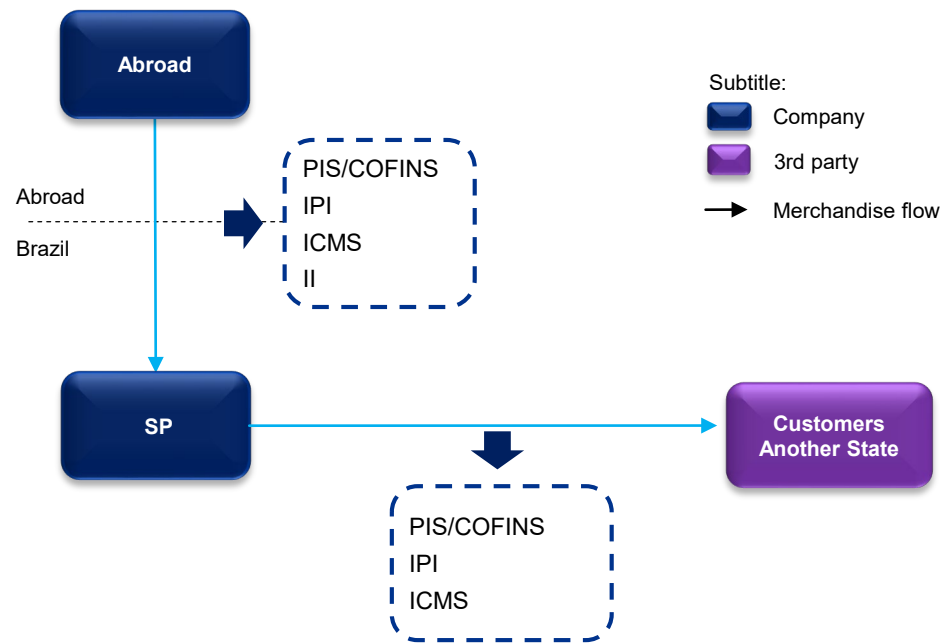 Abroad
Subtitle:
Company
3rd party
Merchandise flow
PIS/COFINS
IPI
ICMS
II
Abroad
Brazil
SP
Customers
Another State
PIS/COFINS
IPI
ICMS